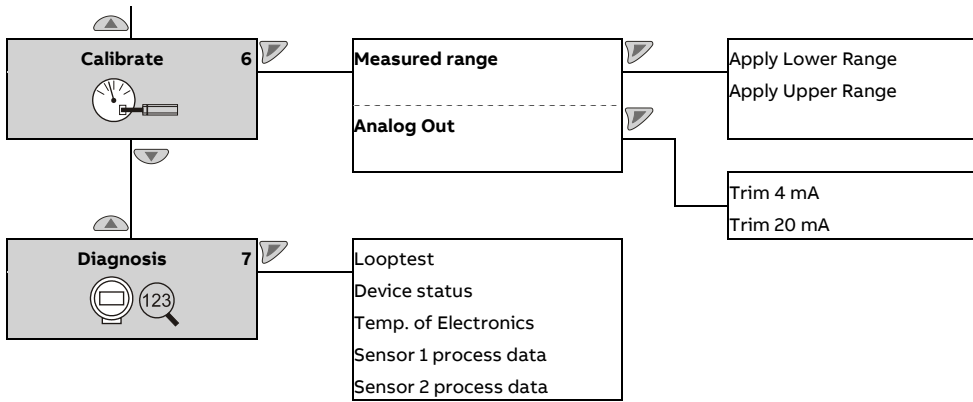 Calibrate 6
Measured range
Analog Out
Apply Lower Range
Apply Upper Range
Trim 4 mA
Trim 20 mA
Diagnosis 7
123
Looptest
Device status
Temp. of Electronics
Sensor 1 process data
Sensor 2 process data